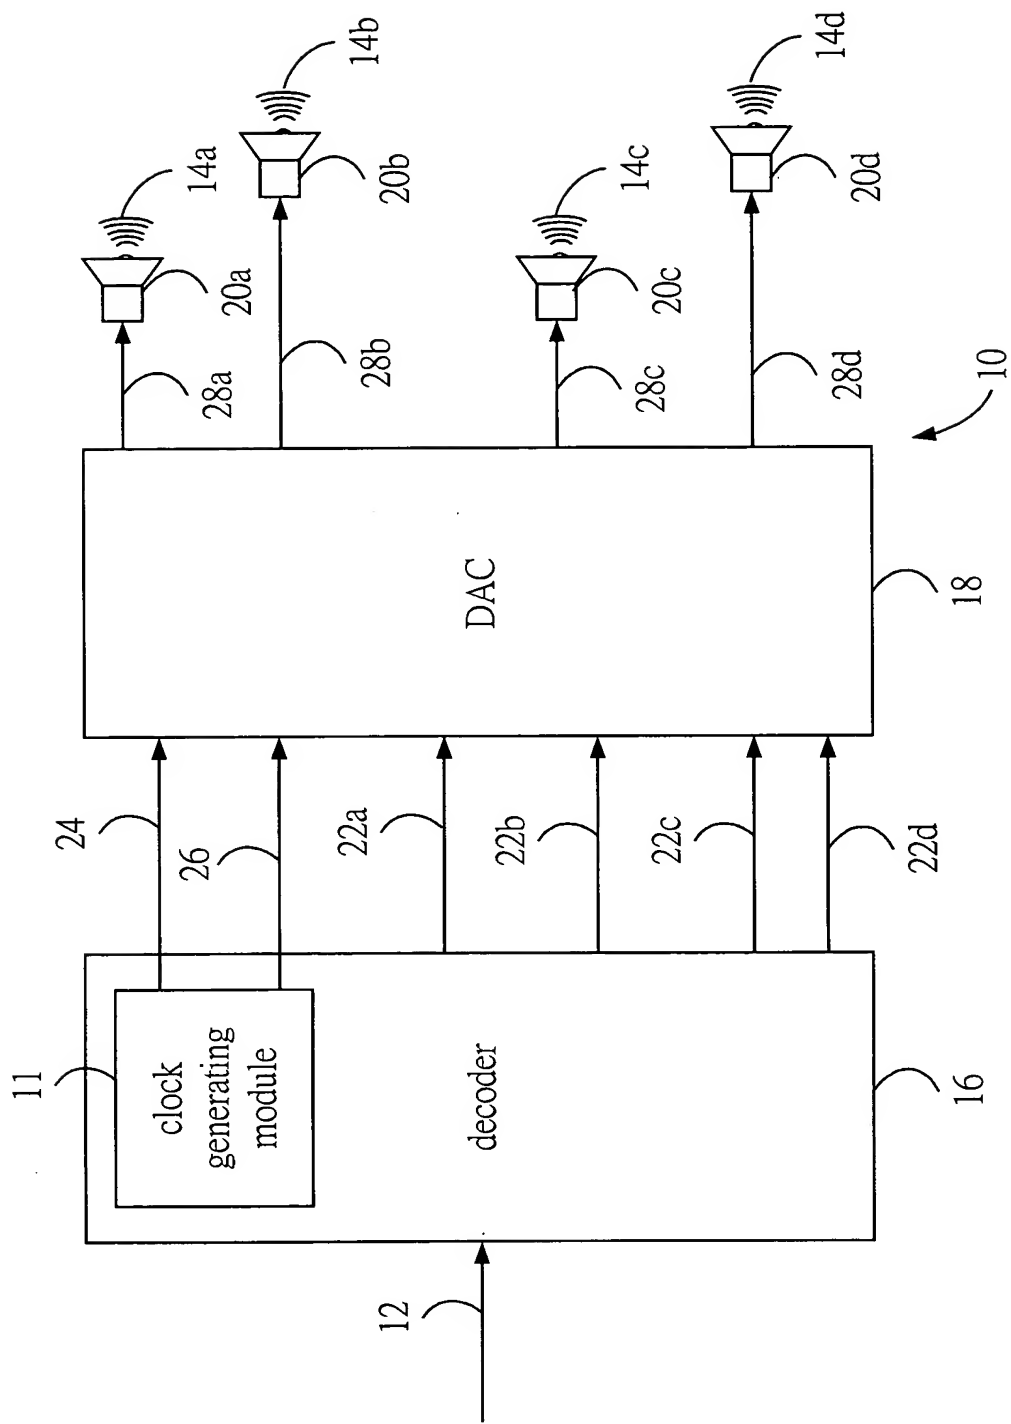 14a
14b
14c
14d
20a
20b
20c
20d
28a
28b
28c
28d
10
DAC
18
24
26
22a
22b
22c
22d
11
clock
generating
module
decoder
16
12